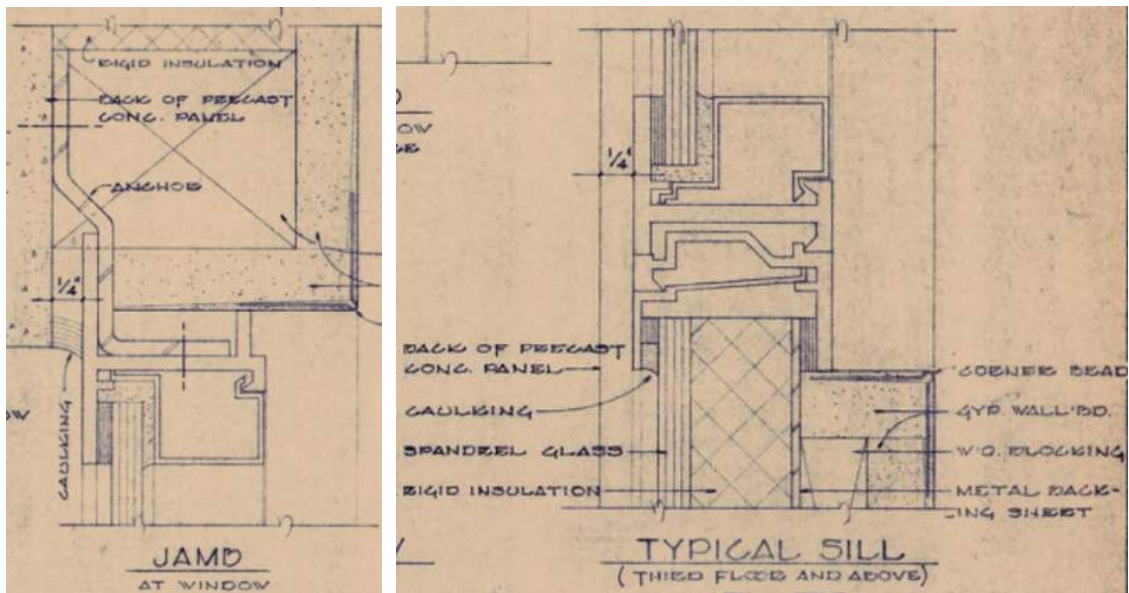 RIGID INSULATION
BACK OF PRECAST
CONC. PANEL
ANCHOR
1/4"
CAULKING
JAMB
AT WINDOW
OW
1/4"
BACK OF PRECAST
CONC. PANEL
CAULKING
SPANDREL GLASS
RIGID INSULATION
CORNER BEAD
GYP. WALL BD.
W'D. BLOCKING
METAL BACK-
ING SHEET
TYPICAL SILL
(THIRD FLOOR AND ABOVE)